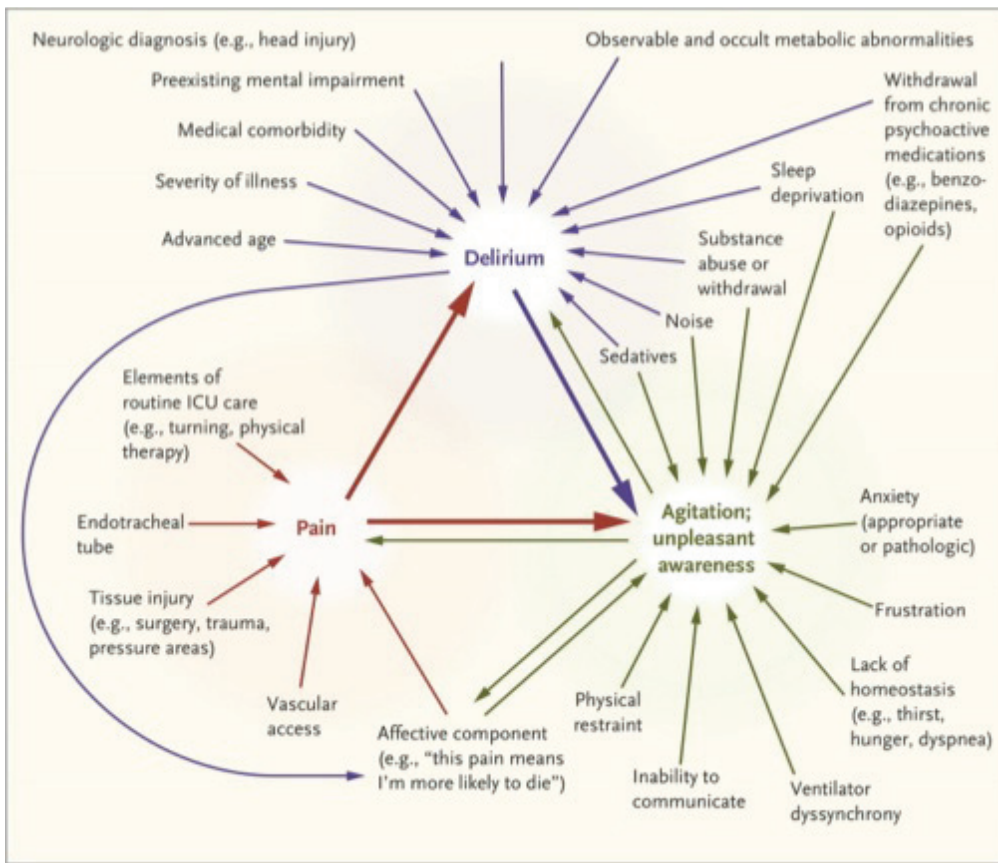 Neurologic diagnosis (e.g., head injury)
Observable and occult metabolic abnormalities
Preexisting mental impairment
Withdrawal
from chronic
psychoactive
medications
(e.g., benzo-
diazepines,
opioids)
Medical comorbidity
Sleep
deprivation
Severity of illness
Advanced age
Delirium
Substance
abuse or
withdrawal
Noise
Sedatives
Elements of
routine ICU care
(e.g., turning, physical
therapy)
Endotracheal
tube
Pain
Agitation;
unpleasant
awareness
Anxiety
(appropriate
or pathologic)
Tissue injury
(e.g., surgery, trauma,
pressure areas)
Frustration
Vascular
access
Affective component
(e.g., “this pain means
I’m more likely to die”)
Physical
restraint
Lack of
homeostasis
(e.g., thirst,
hunger, dyspnea)
Inability to
communicate
Ventilator
dyssynchrony